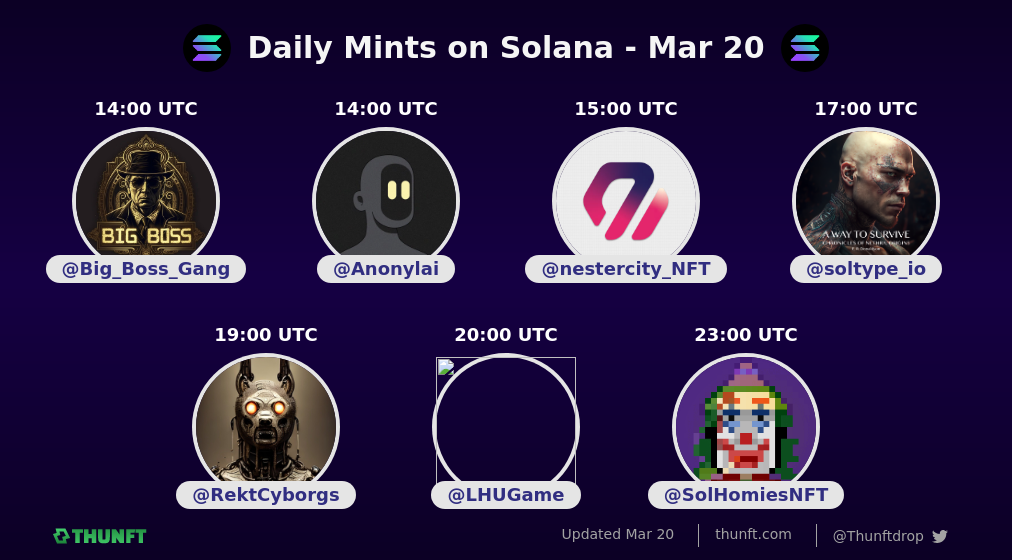 Daily Mints on Solana - Mar 20
14:00 UTC
BIG BOSS
@Big_Boss_Gang
14:00 UTC
@Anonylai
15:00 UTC
@nestercity_NFT
17:00 UTC
A WAY TO SURVIVE
@soltype_io
19:00 UTC
@RektCyborgs
20:00 UTC
@LHUGame
23:00 UTC
@SolHomiesNFT
THUNFT
Updated Mar 20
thunft.com
@Thunftdrop